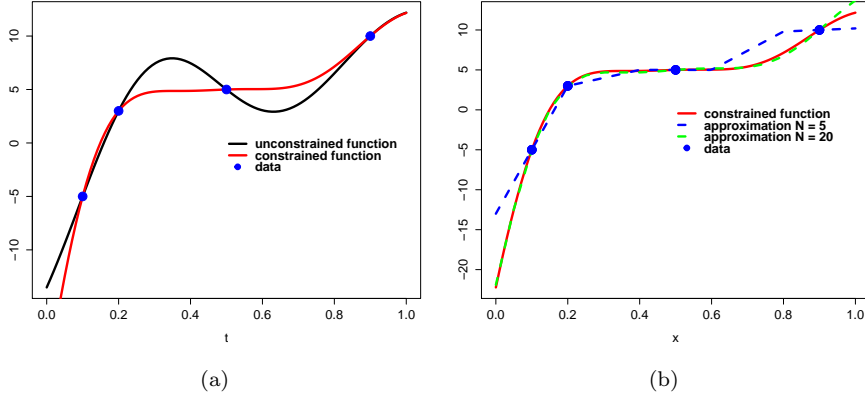 10
5
0
−5
−10
unconstrained function
constrained function
data
0.0 0.2 0.4 0.6 0.8 1.0
t
(a)
10
5
0
−5
−10
−15
−20
constrained function
approximation N = 5
approximation N = 20
data
0.0 0.2 0.4 0.6 0.8 1.0
x
(b)